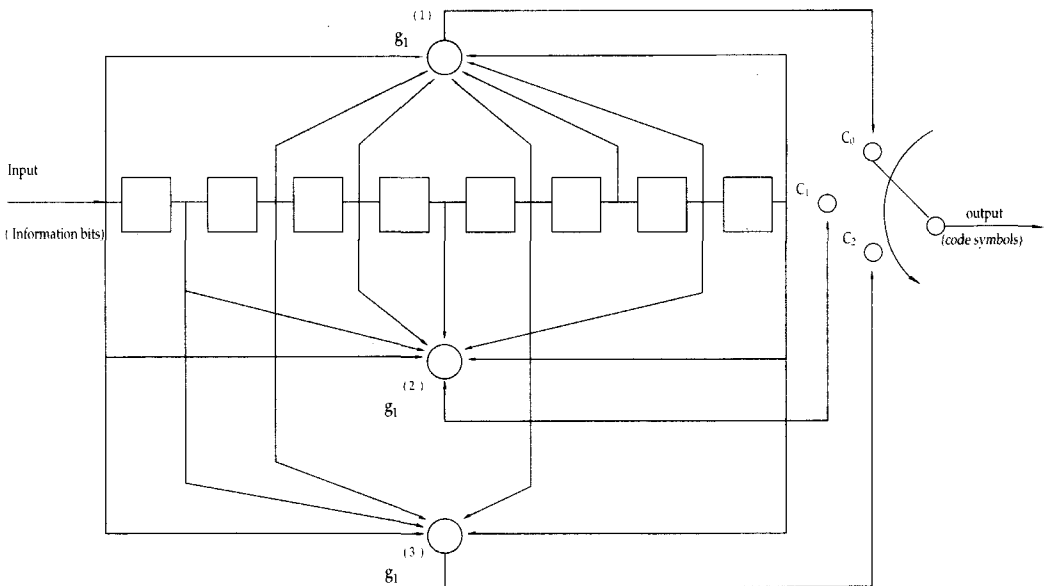 (1)
g1
C0
Input
C1
output
( Information bits)
C2
(code symbols)
(2)
g1
(3)
g1